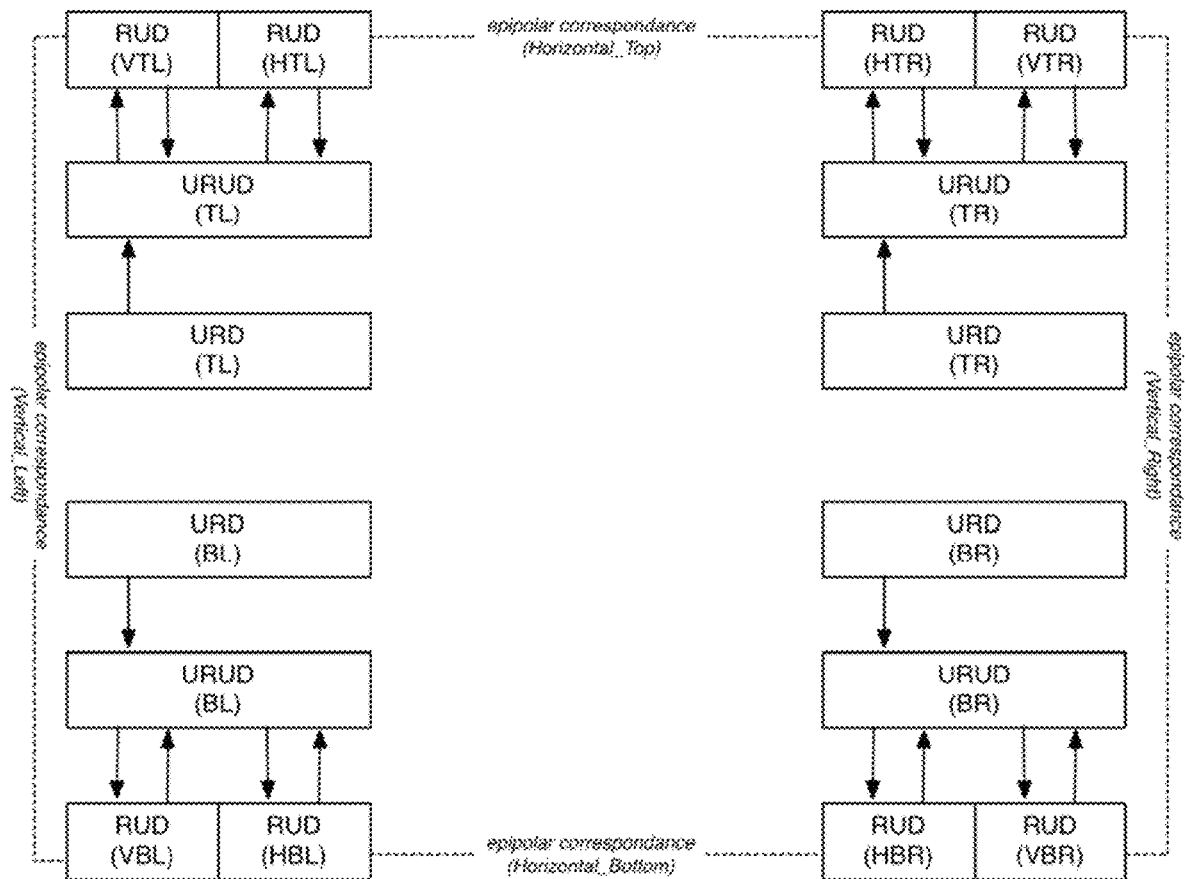 RUD
(VTL)
RUD
(HTL)
epipolar correspondance
(Horizontal_Top)
RUD
(HTR)
RUD
(VTR)
URUD
(TL)
URUD
(TR)
URD
(TL)
URD
(TR)
epipolar correspondance
(Vertical_Left)
epipolar correspondance
(Vertical_Right)
URD
(BL)
URD
(BR)
URUD
(BL)
URUD
(BR)
RUD
(VBL)
RUD
(HBL)
epipolar correspondance
(Horizontal_Bottom)
RUD
(HBR)
RUD
(VBR)